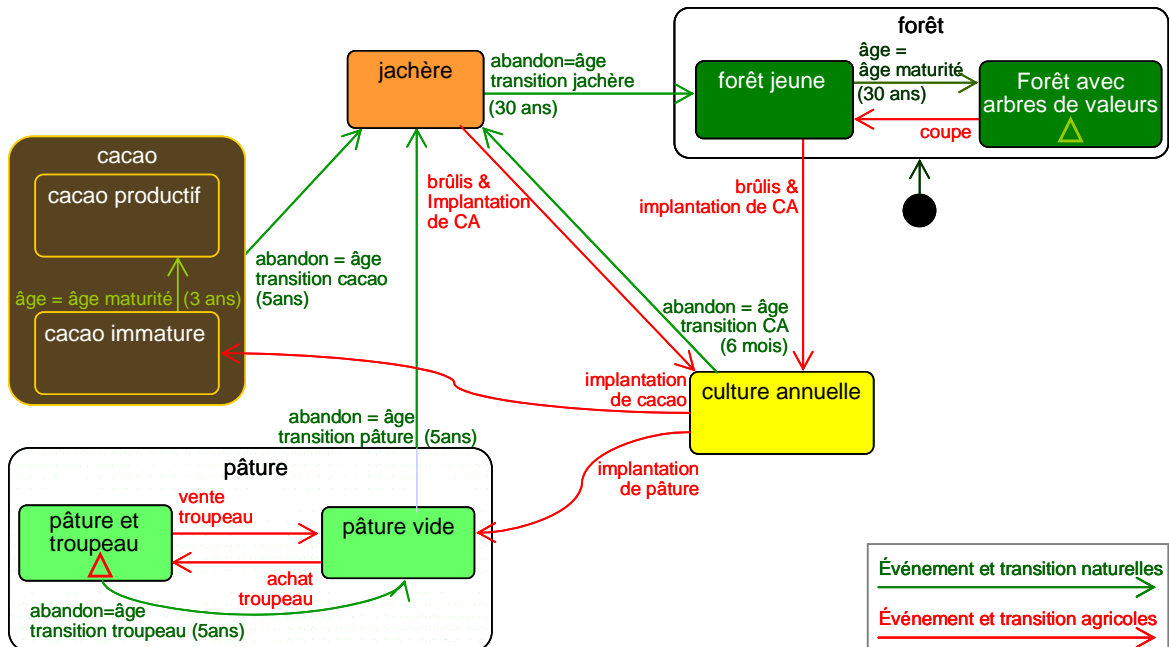 forêt
jachère
abandon=âge
transition jachère
(30 ans)
forêt jeune
âge =
âge maturité
(30 ans)
coupe
Forêt avec
arbres de valeurs
cacao
cacao productif
âge = âge maturité (3 ans)
cacao immature
abandon = âge
transition cacao
(5ans)
brûlis &
Implantation
de CA
brûlis &
implantation de CA
abandon = âge
transition CA
(6 mois)
implantation
de cacao
culture annuelle
abandon = âge
transition pâture (5ans)
implantation
de pâture
pâture
pâture et
troupeau
vente
troupeau
pâture vide
achat
troupeau
abandon=âge
transition troupeau (5ans)
Événement et transition naturelles
Événement et transition agricoles